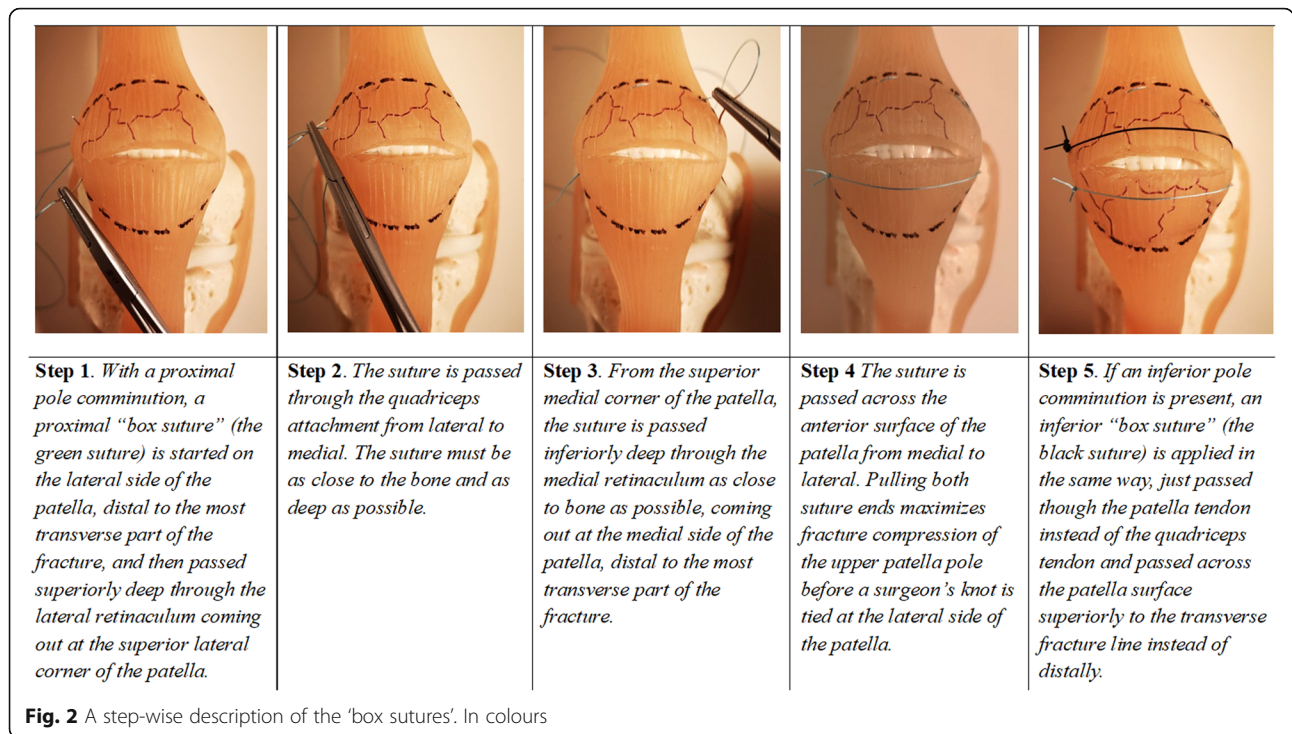 Step 1. With a proximal
pole comminution, a
proximal “box suture” (the
green suture) is started on
the lateral side of the
patella, distal to the most
transverse part of the
fracture, and then passed
superiorly deep through the
lateral retinaculum coming
out at the superior lateral
corner of the patella.
Step 2. The suture is passed
through the quadriceps
attachment from lateral to
medial. The suture must be
as close to the bone and as
deep as possible.
Step 3. From the superior
medial corner of the patella,
the suture is passed
inferiorly deep through the
medial retinaculum as close
to bone as possible, coming
out at the medial side of the
patella, distal to the most
transverse part of the
fracture.
Step 4 The suture is
passed across the
anterior surface of the
patella from medial to
lateral. Pulling both
suture ends maximizes
fracture compression of
the upper patella pole
before a surgeon’s knot is
tied at the lateral side of
the patella.
Step 5. If an inferior pole
comminution is present, an
inferior “box suture” (the
black suture) is applied in
the same way, just passed
though the patella tendon
instead of the quadriceps
tendon and passed across
the patella surface
superiorly to the transverse
fracture line instead of
distally.
Fig. 2 A step-wise description of the ‘box sutures’. In colours